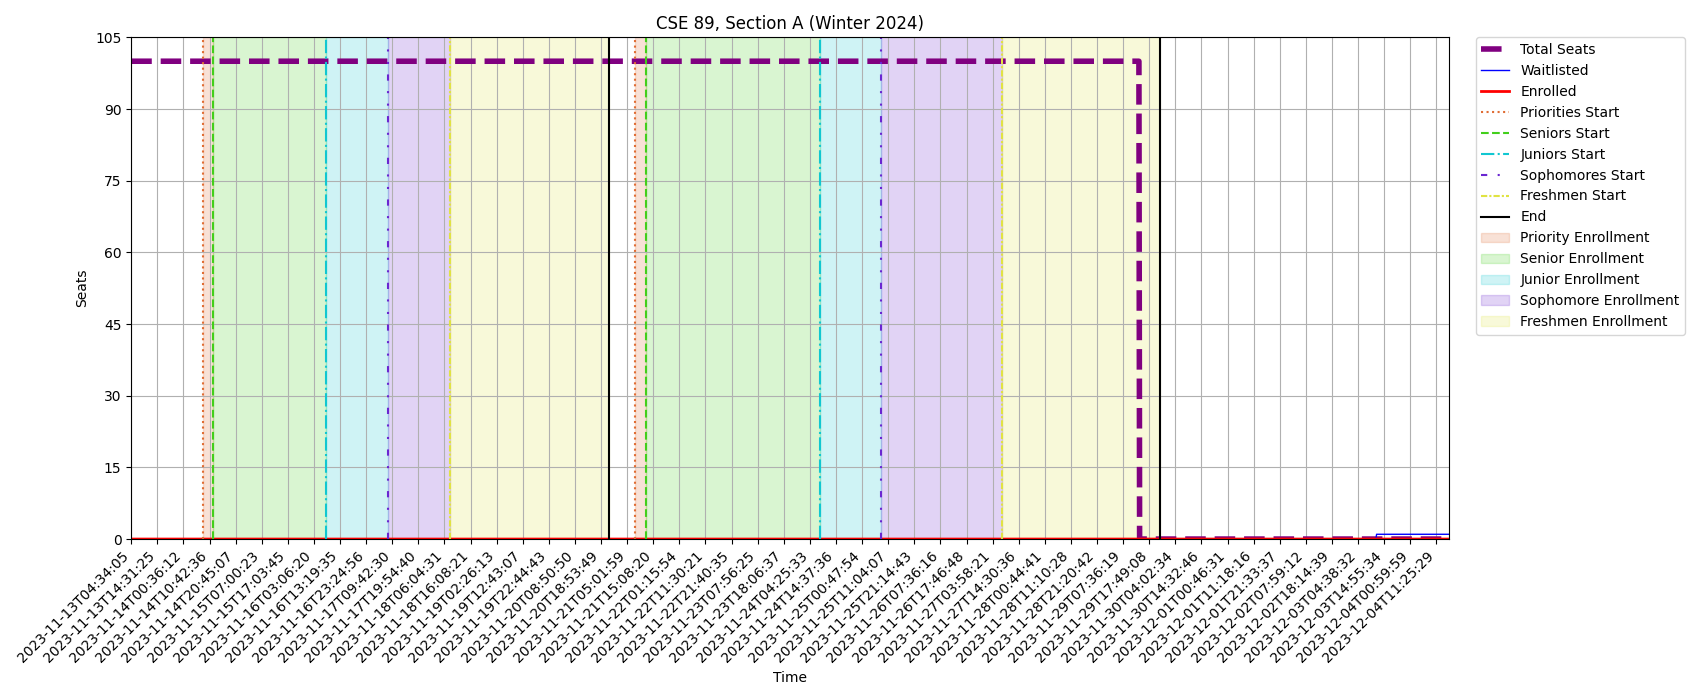 CSE 89, Section A (Winter 2024)
105
90
75
60
45
30
15
0
Seats
2023-11-13T04:34:05
2023-11-13T14:31:25
2023-11-14T00:36:12
2023-11-14T10:42:36
2023-11-14T20:45:07
2023-11-15T07:00:23
2023-11-15T17:03:45
2023-11-16T03:06:20
2023-11-16T13:19:35
2023-11-16T23:24:56
2023-11-17T09:42:30
2023-11-17T19:54:40
2023-11-18T06:04:31
2023-11-18T16:08:21
2023-11-19T02:26:13
2023-11-19T12:43:07
2023-11-19T22:44:43
2023-11-20T08:50:50
2023-11-20T18:53:49
2023-11-21T05:01:59
2023-11-21T15:08:20
2023-11-22T01:15:54
2023-11-22T11:30:21
2023-11-22T21:40:35
2023-11-23T07:56:25
2023-11-23T18:06:37
2023-11-24T04:25:33
2023-11-24T14:37:36
2023-11-25T00:47:54
2023-11-25T11:04:07
2023-11-25T21:14:43
2023-11-26T07:36:16
2023-11-26T17:46:48
2023-11-27T03:58:21
2023-11-27T14:30:36
2023-11-28T00:44:41
2023-11-28T11:10:28
2023-11-28T21:20:42
2023-11-29T07:36:19
2023-11-29T17:49:08
2023-11-30T04:02:34
2023-11-30T14:32:46
2023-12-01T00:46:31
2023-12-01T11:18:16
2023-12-01T21:33:37
2023-12-02T07:59:12
2023-12-02T18:14:39
2023-12-03T04:38:32
2023-12-03T14:55:34
2023-12-04T00:59:59
2023-12-04T11:25:29
Time
Total Seats
Waitlisted
Enrolled
Priorities Start
Seniors Start
Juniors Start
Sophomores Start
Freshmen Start
End
Priority Enrollment
Senior Enrollment
Junior Enrollment
Sophomore Enrollment
Freshmen Enrollment